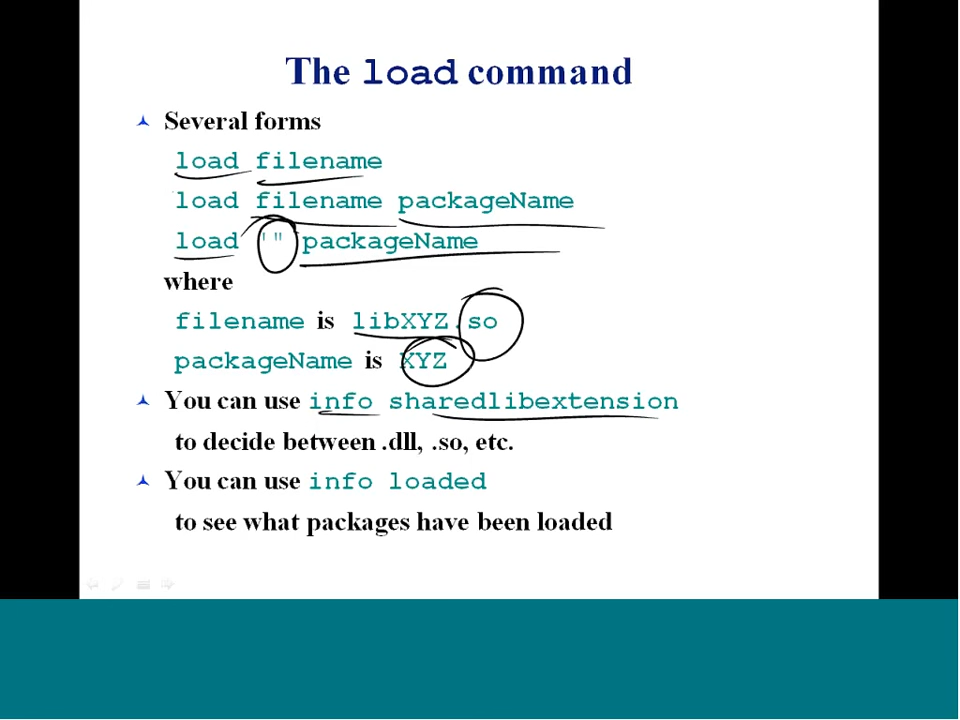 The load command
Several forms
load filename
load filename packageName
load "" packageName
where
filename is libXYZ.so
packageName is XYZ
You can use info sharedlibextension
to decide between .dll, .so, etc.
You can use info loaded
to see what packages have been loaded